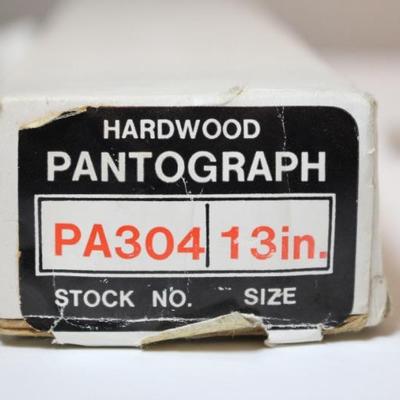 HARDWOOD
PANTOGRAPH
PA304 13in.
STOCK NO. SIZE